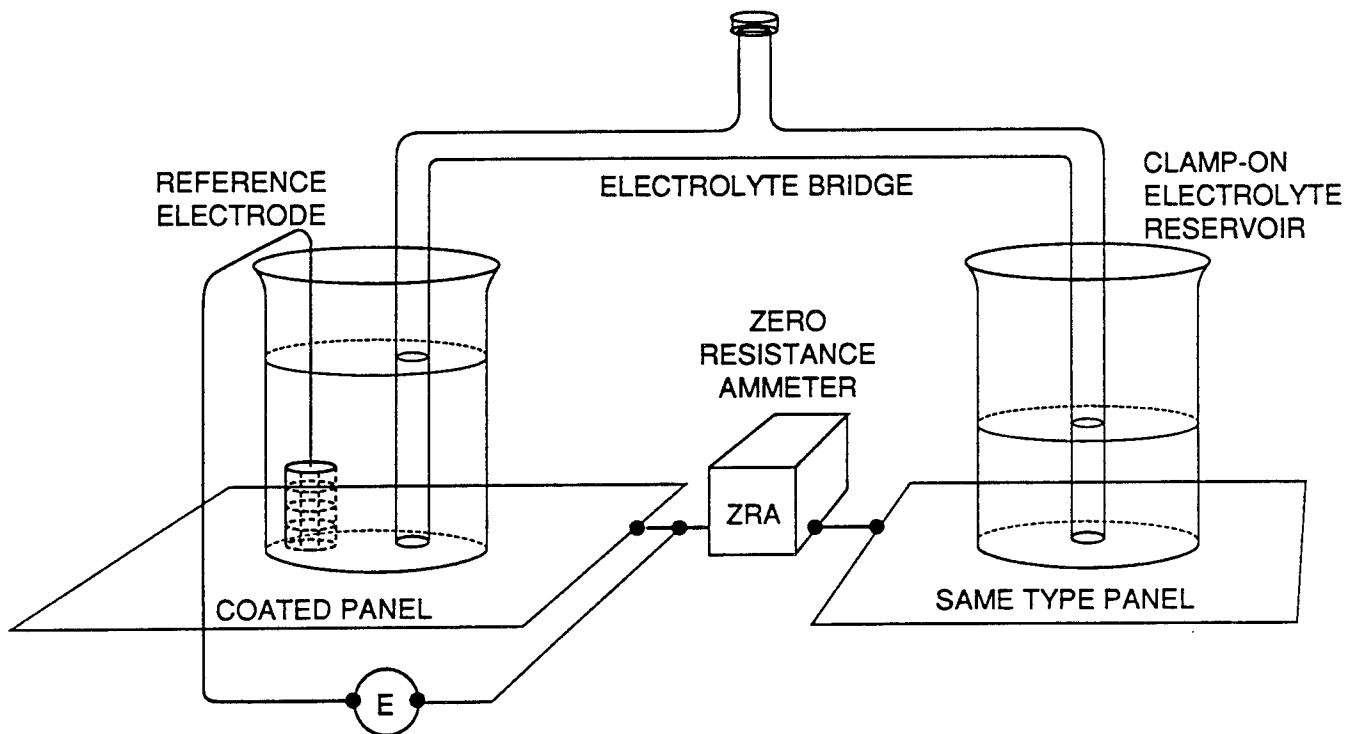 REFERENCE
ELECTRODE
ELECTROLYTE BRIDGE
CLAMP-ON
ELECTROLYTE
RESERVOIR
ZERO
RESISTANCE
AMMETER
ZRA
COATED PANEL
SAME TYPE PANEL
E